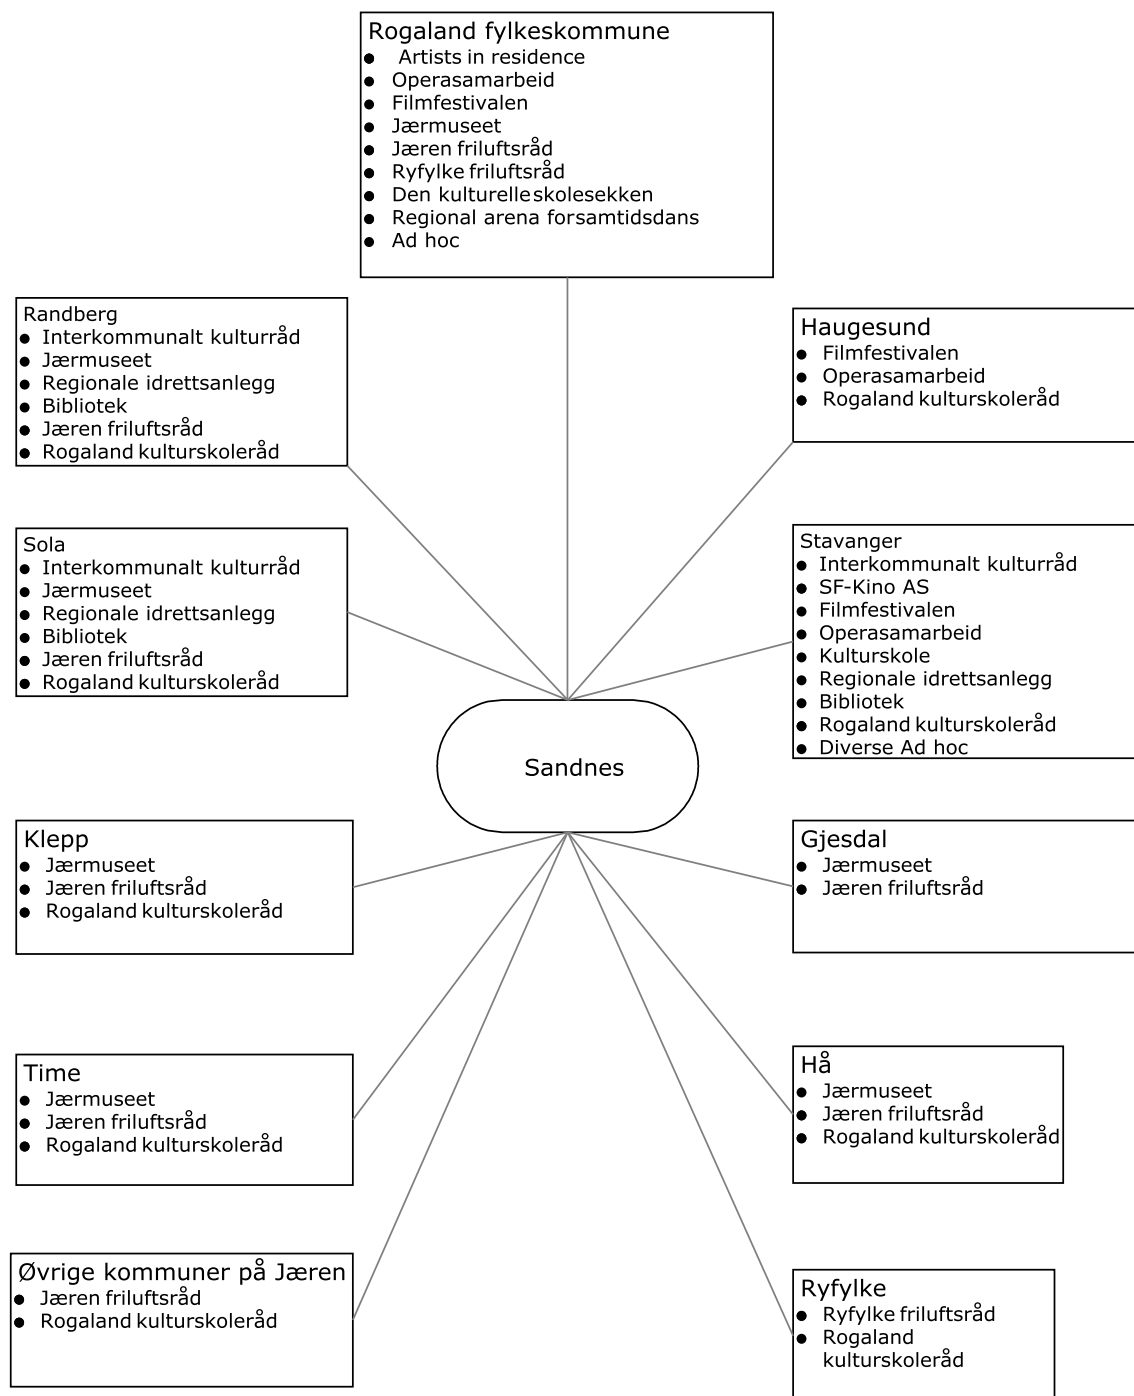 Rogaland fylkeskommune
● Artists in residence
● Operasamarbeid
● Filmfestivalen
● Jærmuseet
● Jæren friluftsråd
● Ryfylke friluftsråd
● Den kulturelleskolesekken
● Regional arena forsamtidsdans
● Ad hoc
Randberg
● Interkommunalt kulturråd
● Jærmuseet
● Regionale idrettsanlegg
● Bibliotek
● Jæren friluftsråd
● Rogaland kulturskoleråd
Haugesund
● Filmfestivalen
● Operasamarbeid
● Rogaland kulturskoleråd
Sola
● Interkommunalt kulturråd
● Jærmuseet
● Regionale idrettsanlegg
● Bibliotek
● Jæren friluftsråd
● Rogaland kulturskoleråd
Stavanger
● Interkommunalt kulturråd
● SF-Kino AS
● Filmfestivalen
● Operasamarbeid
● Kulturskole
● Regionale idrettsanlegg
● Bibliotek
● Rogaland kulturskoleråd
● Diverse Ad hoc
Sandnes
Klepp
● Jærmuseet
● Jæren friluftsråd
● Rogaland kulturskoleråd
Gjesdal
● Jærmuseet
● Jæren friluftsråd
Time
● Jærmuseet
● Jæren friluftsråd
● Rogaland kulturskoleråd
Hå
● Jærmuseet
● Jæren friluftsråd
● Rogaland kulturskoleråd
Øvrige kommuner på Jæren
● Jæren friluftsråd
● Rogaland kulturskoleråd
Ryfylke
● Ryfylke friluftsråd
● Rogaland
kulturskoleråd